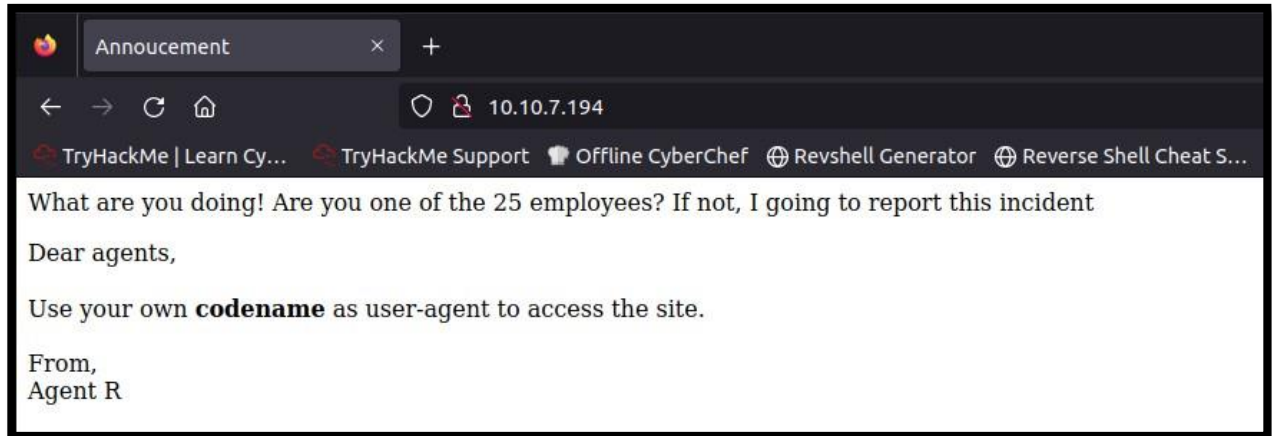 Annoucement
10.10.7.194
TryHackMe | Learn Cy... TryHackMe Support Offline CyberChef Revshell Generator Reverse Shell Cheat S...
What are you doing! Are you one of the 25 employees? If not, I going to report this incident
Dear agents,
Use your own codename as user-agent to access the site.
From,
Agent R